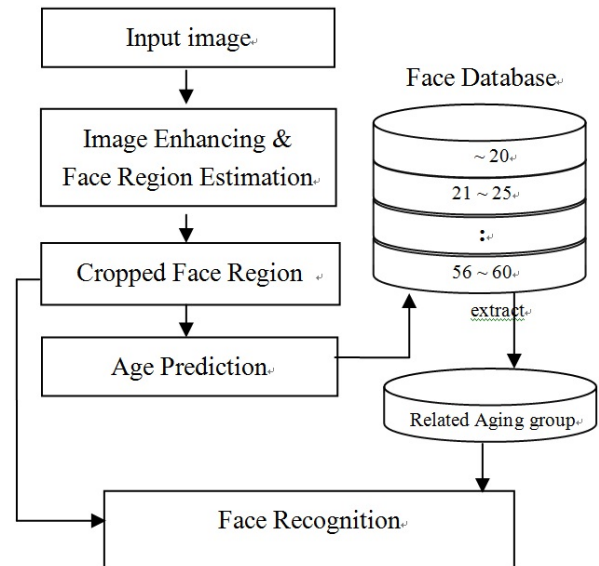 Input image
Image Enhancing &
Face Region Estimation
Cropped Face Region
Age Prediction
Face Database
~ 20
21 ~ 25
:
56 ~ 60
extract
Related Aging group
Face Recognition